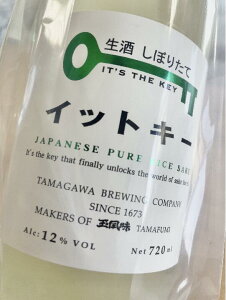 生酒 しぼりたて
IT'S THE KEY
イットキー
JAPANESE PURE RICE SAKE
It's the key that finally unlocks the world of sake
TAMAGAWA BREWING COMPANY
SINCE 1673
MAKERS OF 玉風味 TAMAFUMI
Alc: 12% VOL
Net 720ml